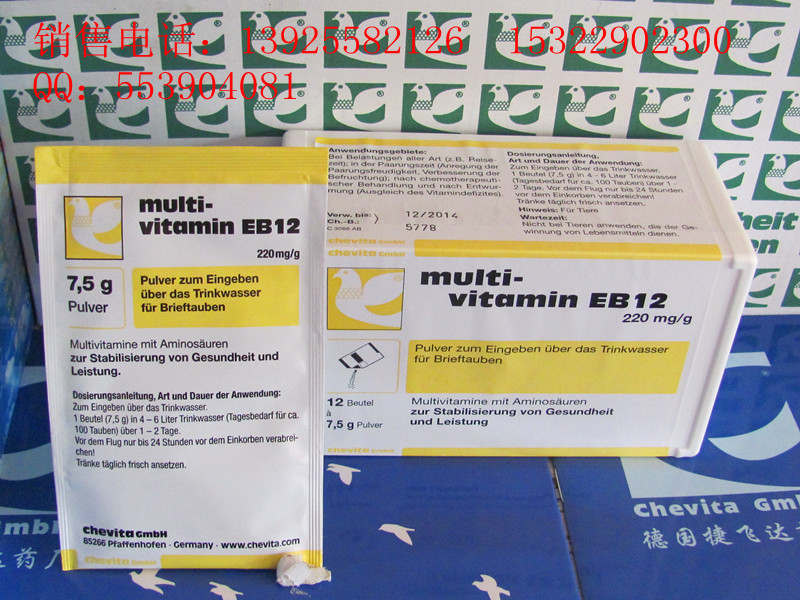 销售电话：13925582126 15322902300
QQ：553904081
Anwendungsgebiete:
Bei Belastungen aller Art (z.B. Reise-
zeit); in der Paarungszeit (Anregung der
Paarungsfreudigkeit, Verbesserung der
Befruchtung); nach chemotherapeuti-
scher Behandlung und nach Entwur-
mung (Ausgleich des Vitamindefizites).
Verw. bis: 12/2014
Ch.-B.: 5778
C 3066 AB
Dosierungsanleitung,
Art und Dauer der Anwendung:
Zum Eingeben über das Trinkwasser.
1 Beutel (7,5 g) in 4 – 6 Liter Trinkwasser
(Tagesbedarf für ca. 100 Tauben) über 1 –
2 Tage. Vor dem Flug nur bis 24 Stunden
vor dem Einkorben verabreichen!
Tränke täglich frisch ansetzen.
Hinweis: Für Tiere
Wartezeit:
Nicht bei Tieren anwenden, die der Ge-
winnung von Lebensmitteln dienen.
chevita GmbH
chevita GmbH
multi-
vitamin EB12
220 mg/g
Pulver zum Eingeben über das Trinkwasser
für Brieftauben
12 Beutel
à
7,5 g Pulver
Multivitamine mit Aminosäuren
zur Stabilisierung von Gesundheit
und Leistung
chevita GmbH
multi-
vitamin EB12
220 mg/g
7,5 g
Pulver
Pulver zum Eingeben
über das Trinkwasser
für Brieftauben
Multivitamine mit Aminosäuren
zur Stabilisierung von Gesundheit und
Leistung.
Dosierungsanleitung, Art und Dauer der Anwendung:
Zum Eingeben über das Trinkwasser.
1 Beutel (7,5 g) in 4 – 6 Liter Trinkwasser (Tagesbedarf für ca.
100 Tauben) über 1 – 2 Tage.
Vor dem Flug nur bis 24 Stunden vor dem Einkorben verabrei-
chen!
Tränke täglich frisch ansetzen.
chevita GmbH
85266 Pfaffenhofen · Germany · www.chevita.com
chevita GmbH
Chevita Gm
德国捷飞达
药厂